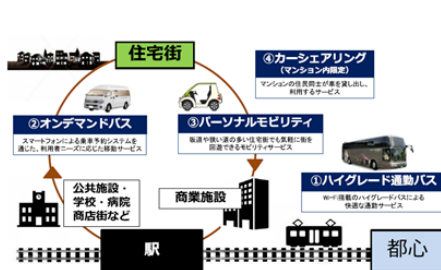 住宅街
④カーシェアリング
(マンション内限定)
マンションの住民同士が車を貸し出し、
利用するサービス
②オンデマンドバス
スマートフォンによる乗車予約システムを
通じた、利用者ニーズに応じた移動サービス
③パーソナルモビリティ
坂道や狭い道の多い住宅街でも気軽に街を
回遊できるモビリティサービス
①ハイグレード通勤バス
Wi-Fi搭載のハイグレードバスによる
快適な通勤サービス
公共施設・
学校・病院
商店街など
商業施設
駅
都心